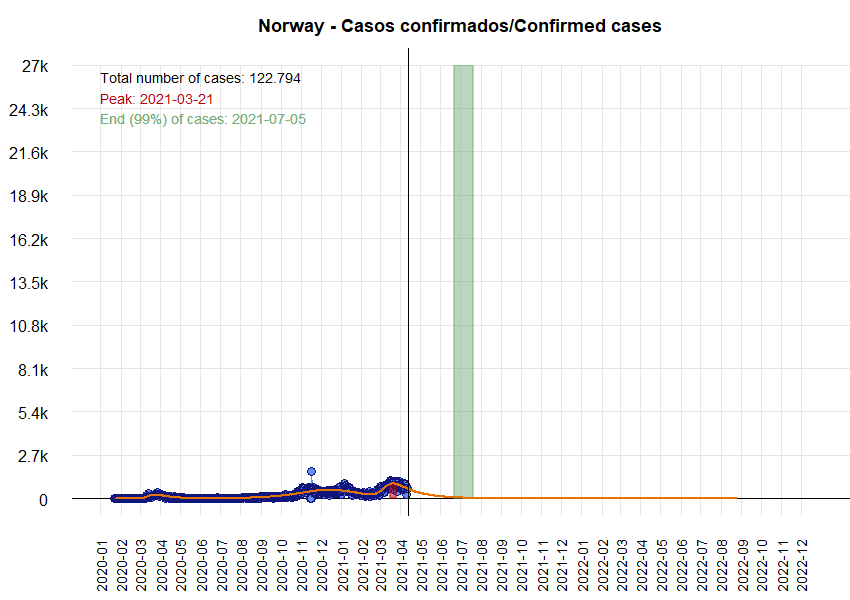 Norway - Casos confirmados/Confirmed cases
27k
Total number of cases: 122.794
Peak: 2021-03-21
24.3k
End (99%) of cases: 2021-07-05
21.6k
18.9k
16.2k
13.5k
10.8k
8.1k
5.4k
2.7k
0
2020-01
2020-02
2020-03
2020-04
2020-05
2020-06
2020-07
2020-08
2020-09
2020-10
2020-11
2020-12
2021-01
2021-02
2021-03
2021-04
2021-05
2021-06
2021-07
2021-08
2021-09
2021-10
2021-11
2021-12
2022-01
2022-02
2022-03
2022-04
2022-05
2022-06
2022-07
2022-08
2022-09
2022-10
2022-11
2022-12